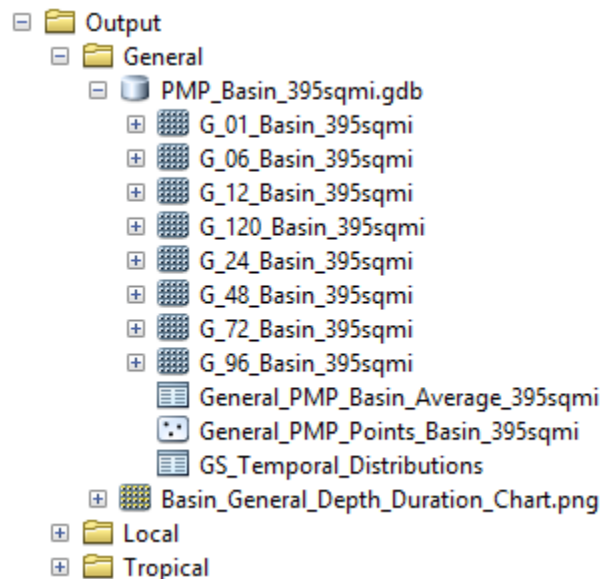 Output
General
PMP_Basin_395sqmi.gdb
G_01_Basin_395sqmi
G_06_Basin_395sqmi
G_12_Basin_395sqmi
G_120_Basin_395sqmi
G_24_Basin_395sqmi
G_48_Basin_395sqmi
G_72_Basin_395sqmi
G_96_Basin_395sqmi
General_PMP_Basin_Average_395sqmi
General_PMP_Points_Basin_395sqmi
GS_Temporal_Distributions
Basin_General_Depth_Duration_Chart.png
Local
Tropical